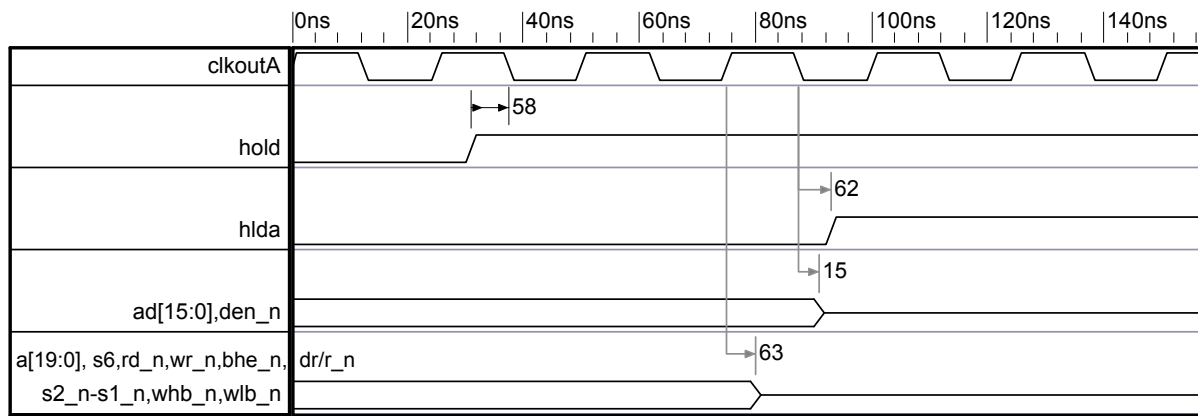 0ns 20ns 40ns 60ns 80ns 100ns 120ns 140ns
clkoutA
58
hold
62
hlda
15
ad[15:0],den_n
63
a[19:0], s6,rd_n,wr_n,bhe_n, dr/r_n
s2_n-s1_n,whb_n,wlb_n